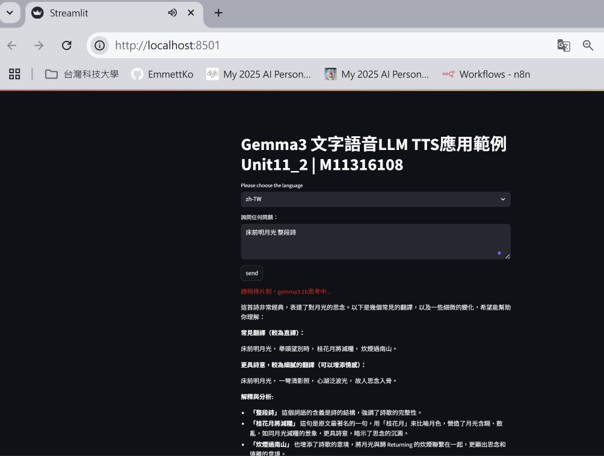 Streamlit
http://localhost:8501
台灣科技大學
EmmettKo
My 2025 AI Person...
My 2025 AI Person...
Workflows - n8n
Gemma3 文字語音LLM TTS應用範例
Unit11_2 | M11316108
Please choose the language
zh-TW
詢問任何問題：
床前明月光 整段詩
send
請稍待片刻，gemma3:1b思考中...
這首詩非常經典，表達了對月光的思念。以下是幾個常見的翻譯，以及一些細微的變化，希望能幫助
你理解：
常見翻譯（較為直譯）：
床前明月光， 舉頭望別時， 桂花月將減糧， 炊煙過南山。
更具詩意，較為細膩的翻譯（可以增添情感）：
床前明月光， 一彎清影照， 心湖泛波光， 故人思念入骨。
解釋與分析:
「整段詩」 這個詞語的含義是詩的結構，強調了詩歌的完整性。
「桂花月將減糧」 這句是原文最著名的一句，用「桂花月」來比喻月色，營造了月光含糊、散
亂，如同月光減糧的景象，更具詩意，暗示了思念的沉澱。
「炊煙過南山」 也增添了詩歌的意境，將月光與歸 Returning 的炊煙聯繫在一起，更顯出思念和